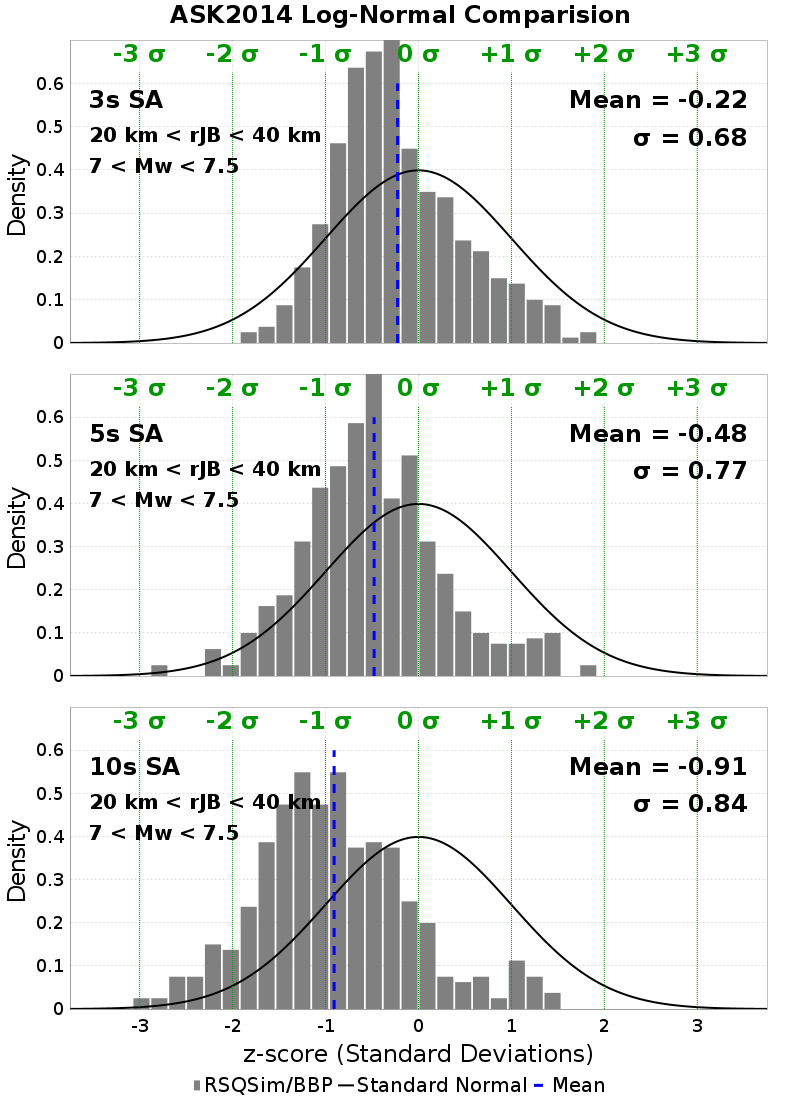 ASK2014 Log-Normal Comparision
-3 σ -2 σ -1 σ 0 σ +1 σ +2 σ +3 σ
3s SA
Mean = -0.22
20 km < rJB < 40 km
σ = 0.68
7 < Mw < 7.5
Density
0.6
0.5
0.4
0.3
0.2
0.1
0
-3 σ -2 σ -1 σ 0 σ +1 σ +2 σ +3 σ
5s SA
Mean = -0.48
20 km < rJB < 40 km
σ = 0.77
7 < Mw < 7.5
Density
0.6
0.5
0.4
0.3
0.2
0.1
0
-3 σ -2 σ -1 σ 0 σ +1 σ +2 σ +3 σ
10s SA
Mean = -0.91
20 km < rJB < 40 km
σ = 0.84
7 < Mw < 7.5
Density
0.6
0.5
0.4
0.3
0.2
0.1
0
-3 -2 -1 0 1 2 3
z-score (Standard Deviations)
RSQSim/BBP Standard Normal Mean